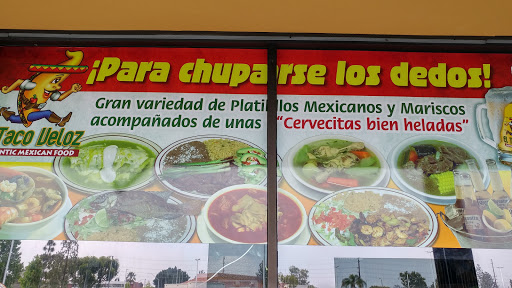 ¡Para chuparse los dedos!
Gran variedad de Platillos Mexicanos y Mariscos
acompañados de unas "Cervecitas bien heladas"
Taco Veloz
NTIC MEXICAN FOOD